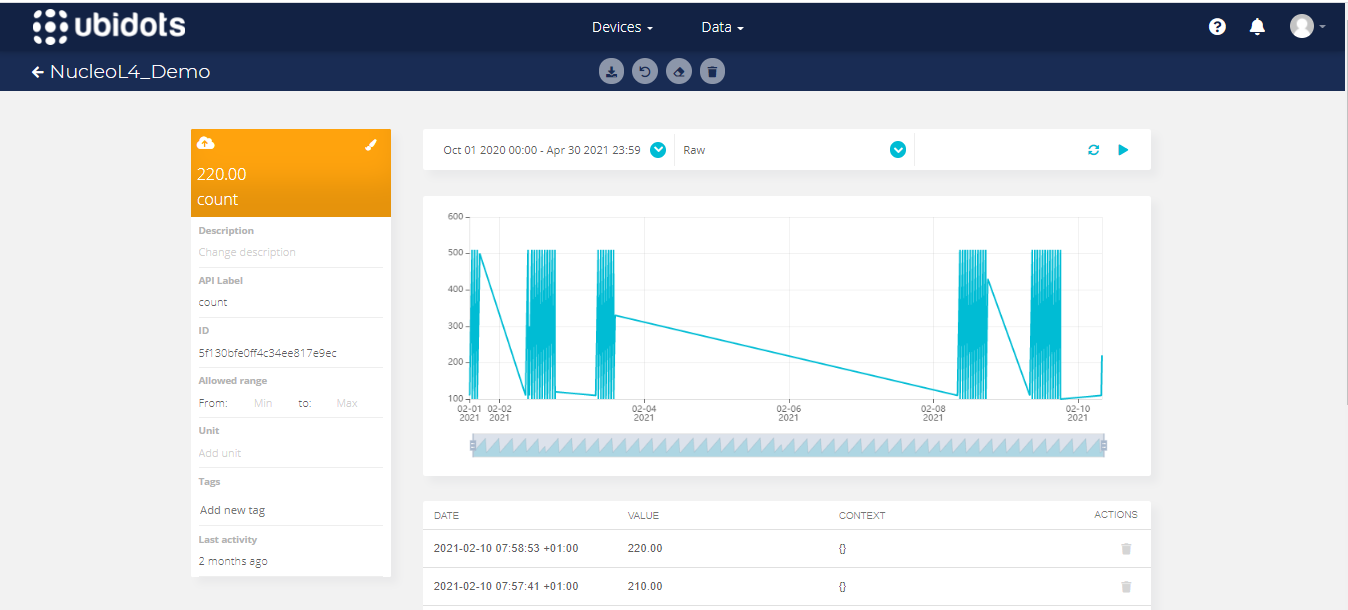 ubidots
Devices
Data
?
NucleoL4_Demo
220.00
count
Description
Change description
API Label
count
ID
5f130bfe0ff4c34ee817e9ec
Allowed range
From: Min to: Max
Unit
Add unit
Tags
Add new tag
Last activity
2 months ago
Oct 01 2020 00:00 - Apr 30 2021 23:59
Raw
600
500
400
300
200
100
02-01 02-02 02-04 02-06 02-08 02-10
2021 2021 2021 2021 2021 2021
DATE VALUE CONTEXT ACTIONS
2021-02-10 07:58:53 +01:00 220.00 {}
2021-02-10 07:57:41 +01:00 210.00 {}